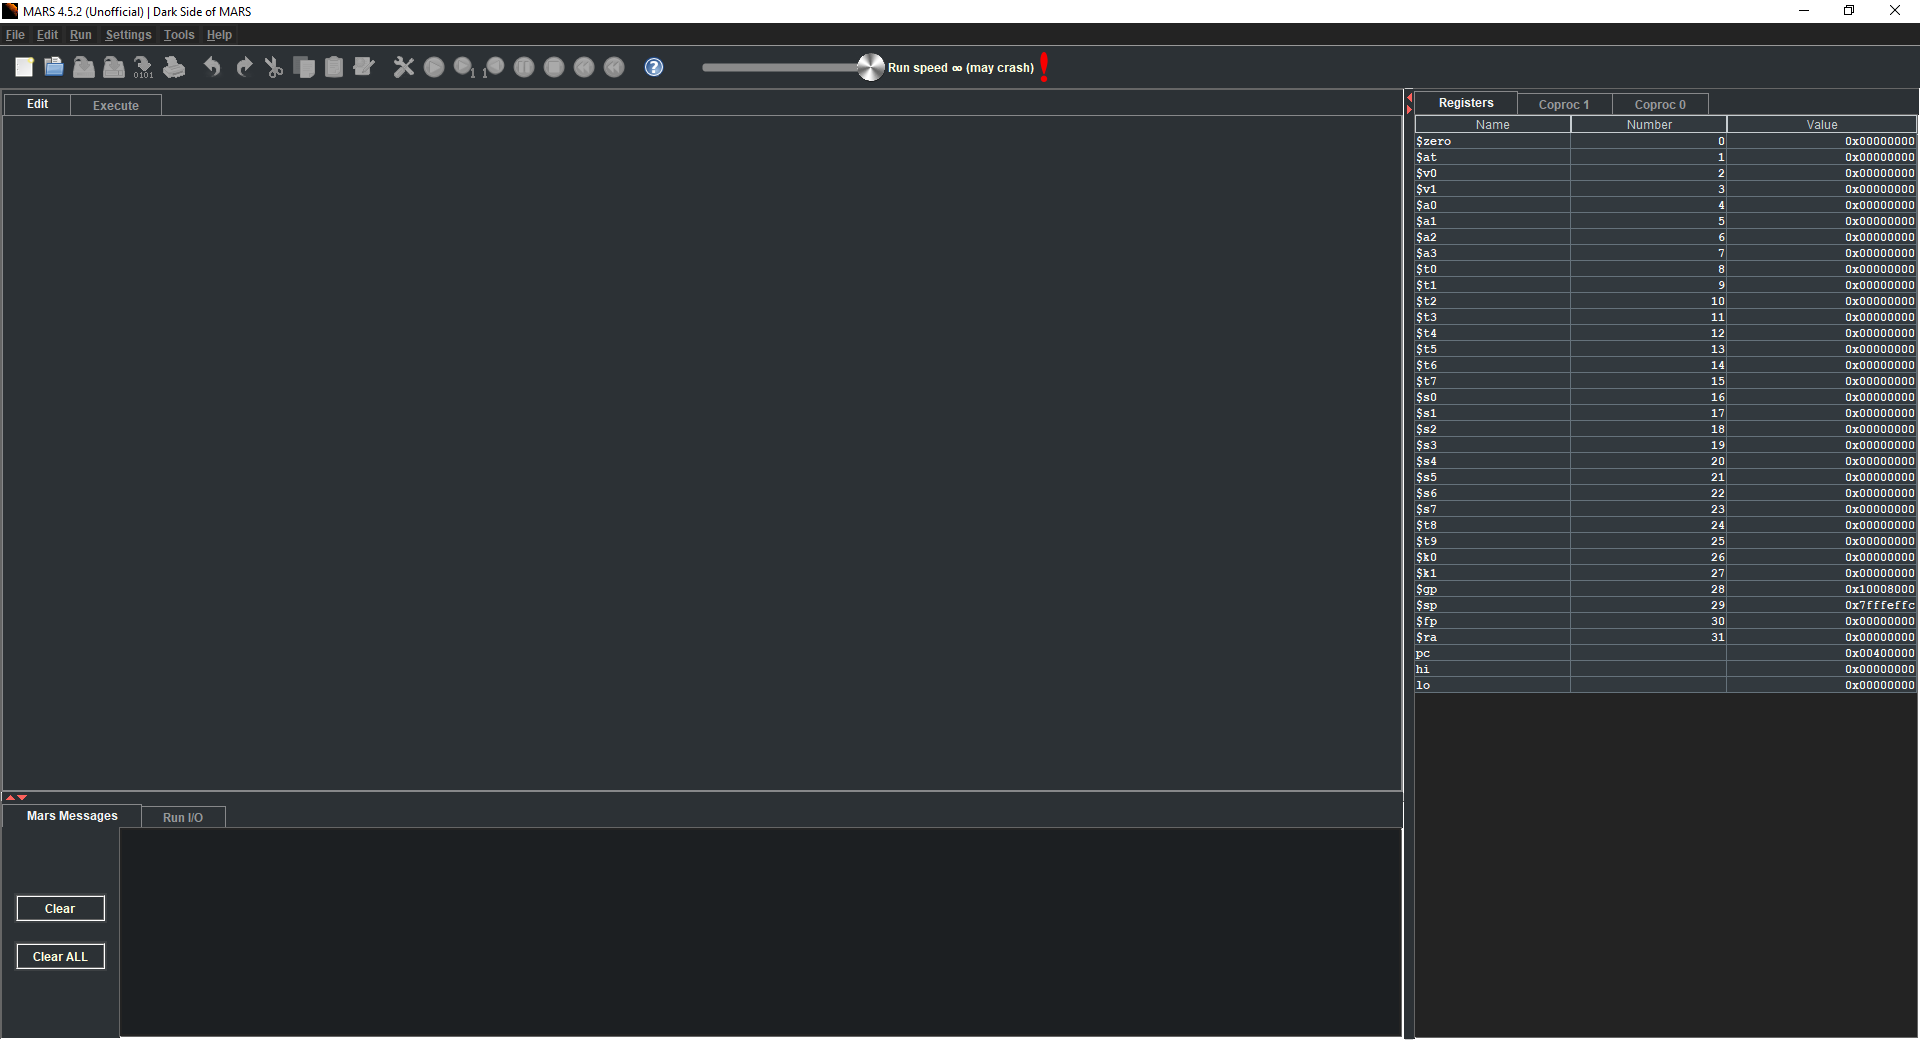 MARS 4.5.2 (Unofficial) | Dark Side of MARS
File Edit Run Settings Tools Help
0101 1 1 ? Run speed ∞ (may crash) !
Edit Execute
Registers Coproc 1 Coproc 0
Name Number Value
$zero 0 0x00000000
$at 1 0x00000000
$v0 2 0x00000000
$v1 3 0x00000000
$a0 4 0x00000000
$a1 5 0x00000000
$a2 6 0x00000000
$a3 7 0x00000000
$t0 8 0x00000000
$t1 9 0x00000000
$t2 10 0x00000000
$t3 11 0x00000000
$t4 12 0x00000000
$t5 13 0x00000000
$t6 14 0x00000000
$t7 15 0x00000000
$s0 16 0x00000000
$s1 17 0x00000000
$s2 18 0x00000000
$s3 19 0x00000000
$s4 20 0x00000000
$s5 21 0x00000000
$s6 22 0x00000000
$s7 23 0x00000000
$t8 24 0x00000000
$t9 25 0x00000000
$k0 26 0x00000000
$k1 27 0x00000000
$gp 28 0x10008000
$sp 29 0x7fffeffc
$fp 30 0x00000000
$ra 31 0x00000000
pc 0x00400000
hi 0x00000000
lo 0x00000000
Mars Messages Run I/O
Clear
Clear ALL